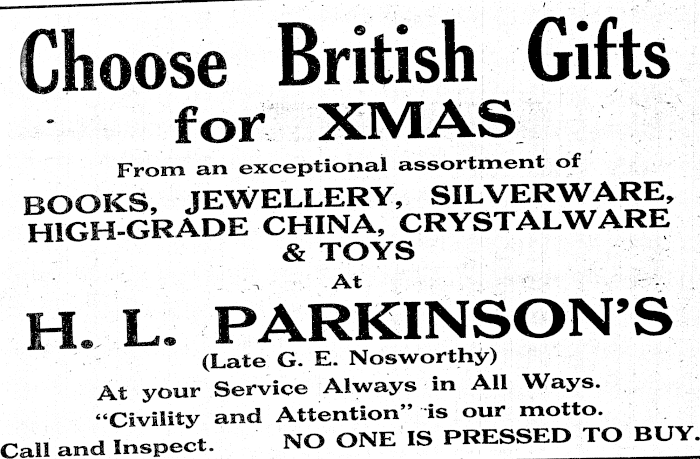 Choose British Gifts
for XMAS
From an exceptional assortment of
BOOKS, JEWELLERY, SILVERWARE,
HIGH-GRADE CHINA, CRYSTALWARE
& TOYS
At
H. L. PARKINSON'S
(Late G. E. Nosworthy)
At your Service Always in All Ways.
"Civility and Attention" is our motto.
Call and Inspect. NO ONE IS PRESSED TO BUY.